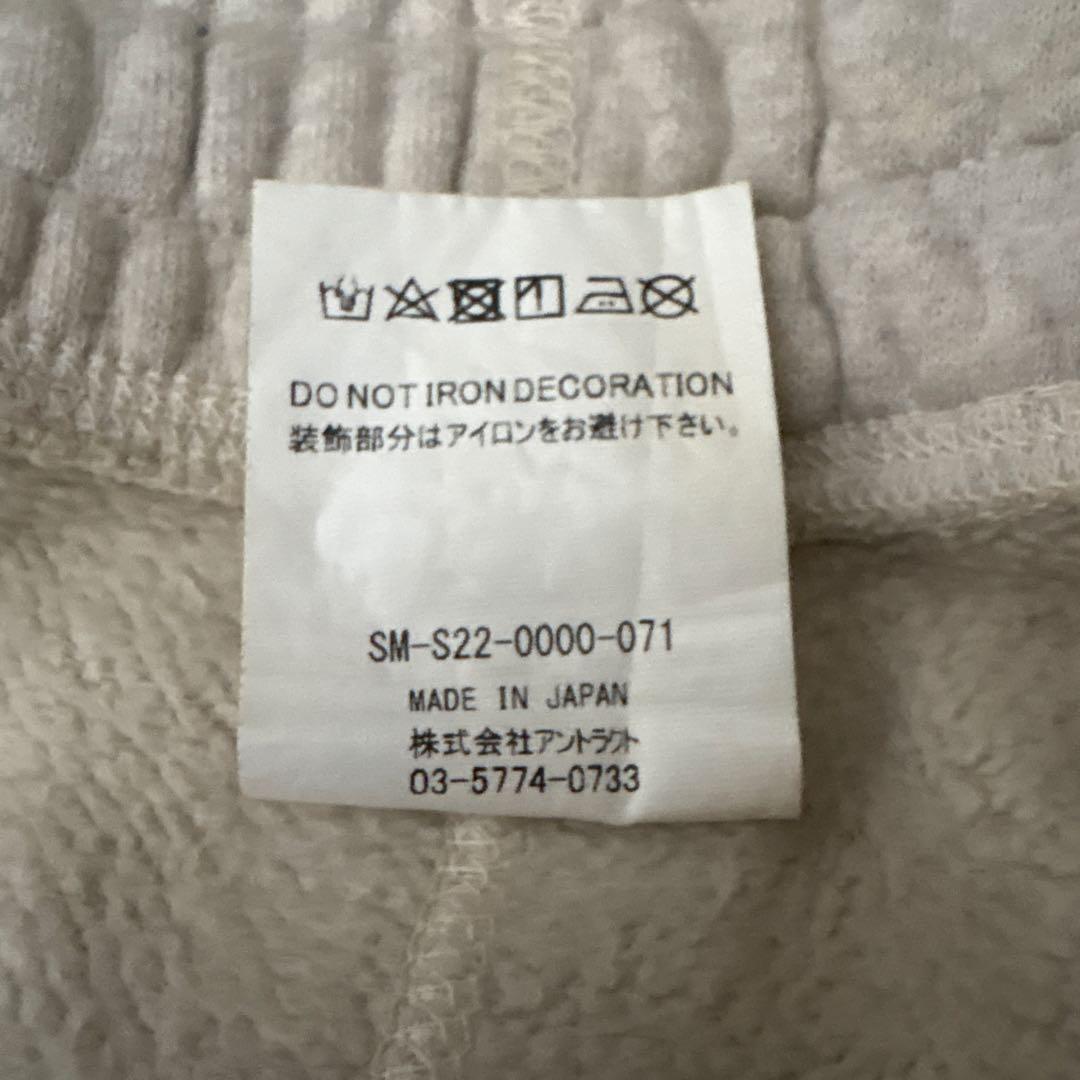 DO NOT IRON DECORATION
装飾部分はアイロンをお避け下さい。
SM-S22-0000-071
MADE IN JAPAN
株式会社アントラクト
03-5774-0733